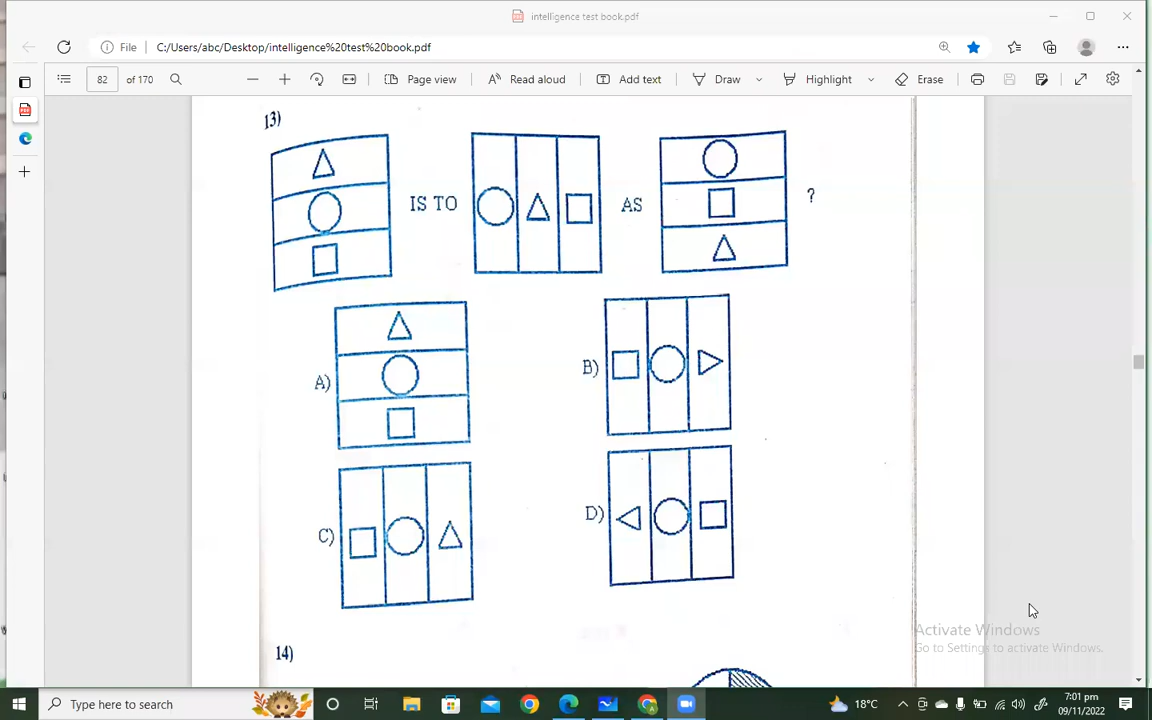 intelligence test book.pdf
File C:/Users/abc/Desktop/intelligence%20test%20book.pdf
82 of 170 Page view Read aloud Add text Draw Highlight Erase
13)
IS TO AS ?
A) B)
C) D)
14)
Activate Windows
Go to Settings to activate Windows.
Type here to search 18°C 7:01 pm
09/11/2022